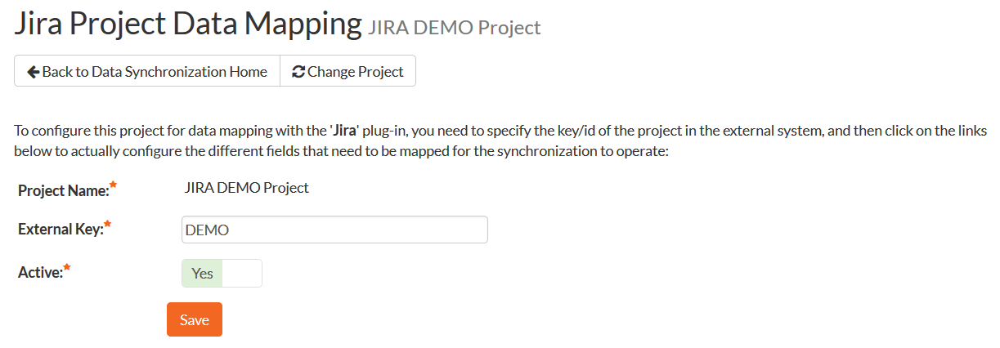 Jira Project Data Mapping JIRA DEMO Project
Back to Data Synchronization Home Change Project
To configure this project for data mapping with the 'Jira' plug-in, you need to specify the key/id of the project in the external system, and then click on the links
below to actually configure the different fields that need to be mapped for the synchronization to operate:
Project Name:* JIRA DEMO Project
External Key:* DEMO
Active:* Yes
Save